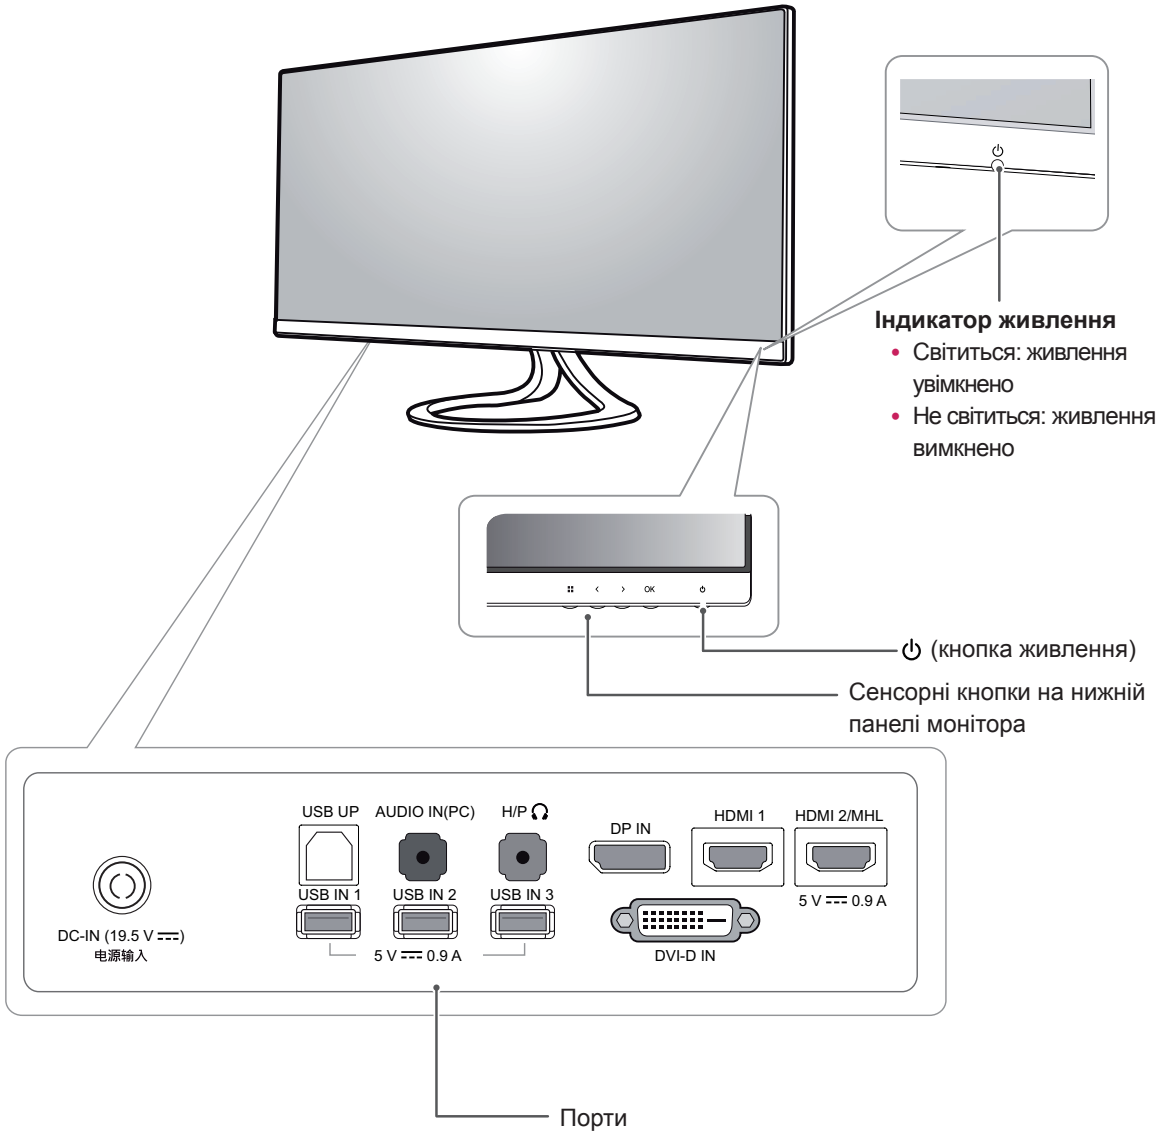 Індикатор живлення
• Світиться: живлення
увімкнено
• Не світиться: живлення
вимкнено
OK
(кнопка живлення)
Сенсорні кнопки на нижній
панелі монітора
USB UP
AUDIO IN(PC)
H/P
DP IN
HDMI 1
HDMI 2/MHL
USB IN 1
USB IN 2
USB IN 3
5 V ⎓ 0.9 A
DC-IN (19.5 V ⎓)
电源输入
5 V ⎓ 0.9 A
DVI-D IN
Порти